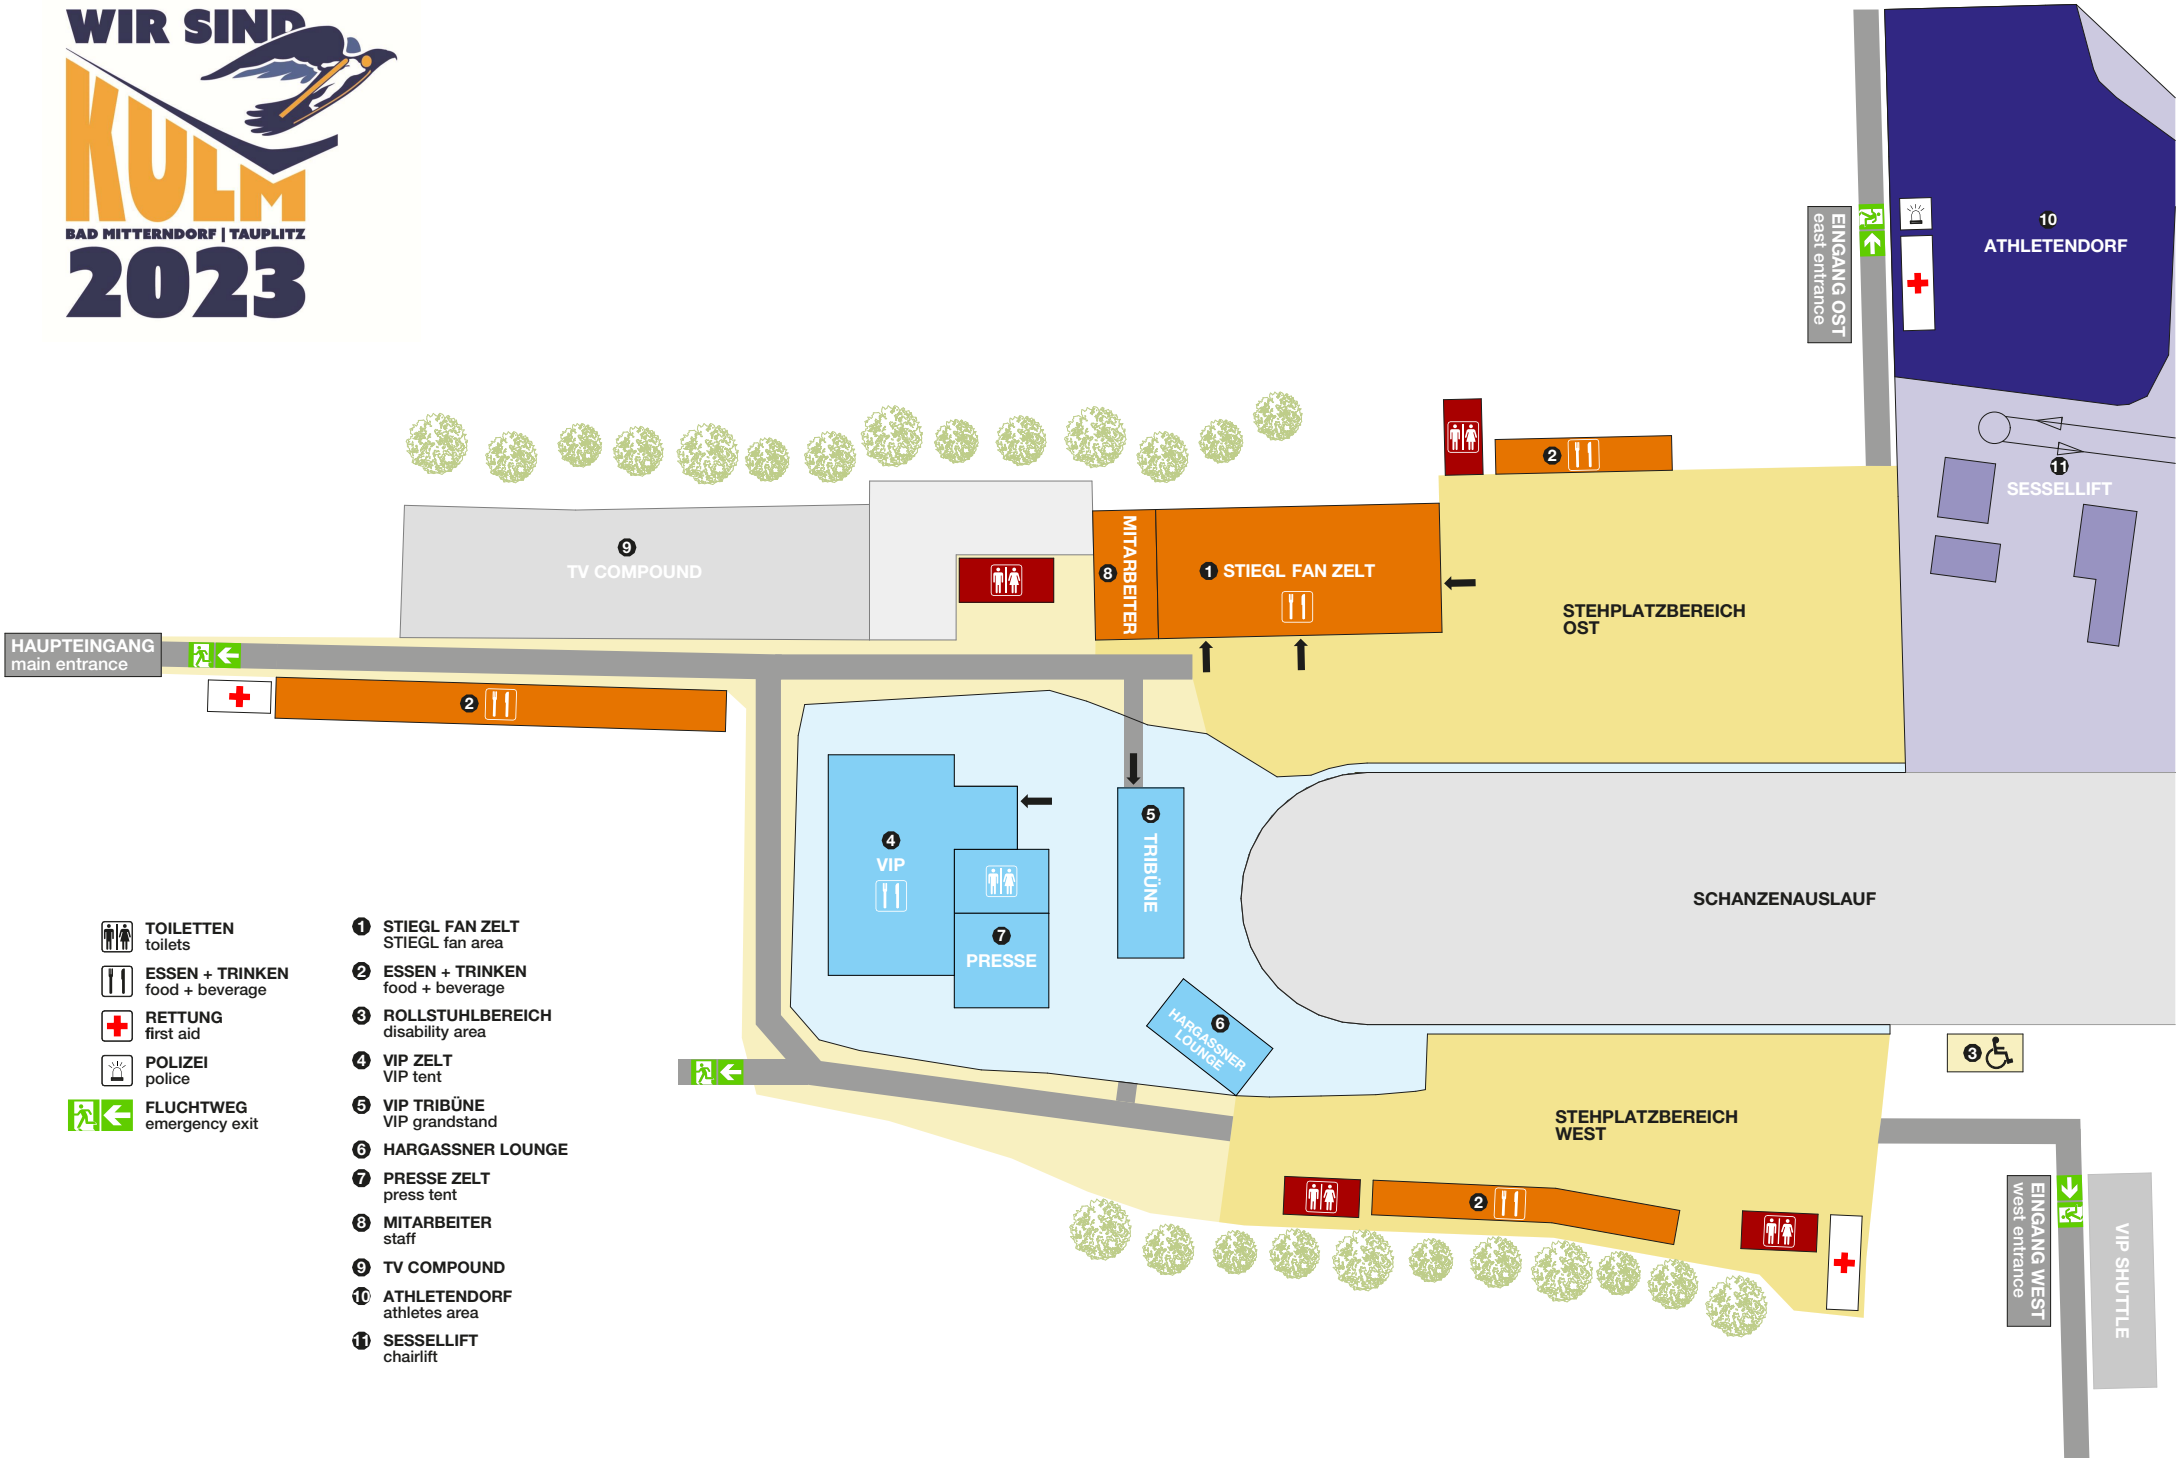 WIR SIND
KULM
BAD MITTERNDORF | TAUPLITZ
2023
EINGANG OST
east entrance
10
ATHLETENDORF
11
SESSELLIFT
2
9
TV COMPOUND
8
MITARBEITER
1 STIEGL FAN ZELT
STEHPLATZBEREICH
OST
HAUPTEINGANG
main entrance
2
4
VIP
5
TRIBÜNE
7
PRESSE
6
HARGASSNER
LOUNGE
SCHANZENAUSLAUF
3
STEHPLATZBEREICH
WEST
2
EINGANG WEST
west entrance
VIP SHUTTLE
TOILETTEN
toilets
ESSEN + TRINKEN
food + beverage
RETTUNG
first aid
POLIZEI
police
FLUCHTWEG
emergency exit
1 STIEGL FAN ZELT
STIEGL fan area
2 ESSEN + TRINKEN
food + beverage
3 ROLLSTUHLBEREICH
disability area
4 VIP ZELT
VIP tent
5 VIP TRIBÜNE
VIP grandstand
6 HARGASSNER LOUNGE
7 PRESSE ZELT
press tent
8 MITARBEITER
staff
9 TV COMPOUND
10 ATHLETENDORF
athletes area
11 SESSELLIFT
chairlift